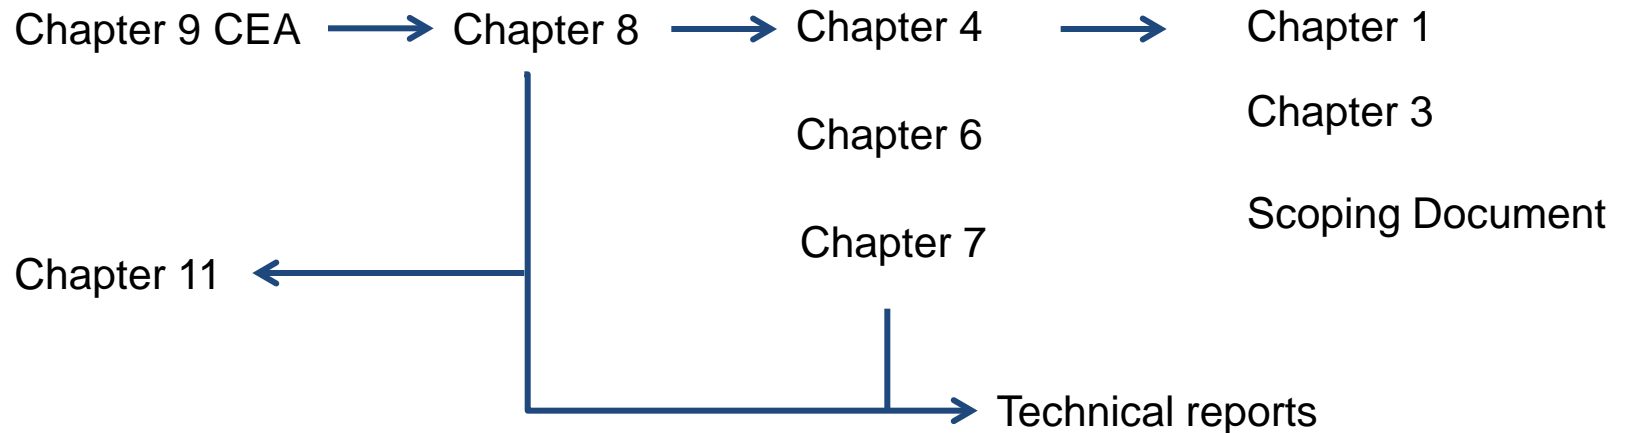 Chapter 9 CEA
Chapter 8
Chapter 4
Chapter 1
Chapter 3
Chapter 6
Scoping Document
Chapter 7
Chapter 11
Technical reports